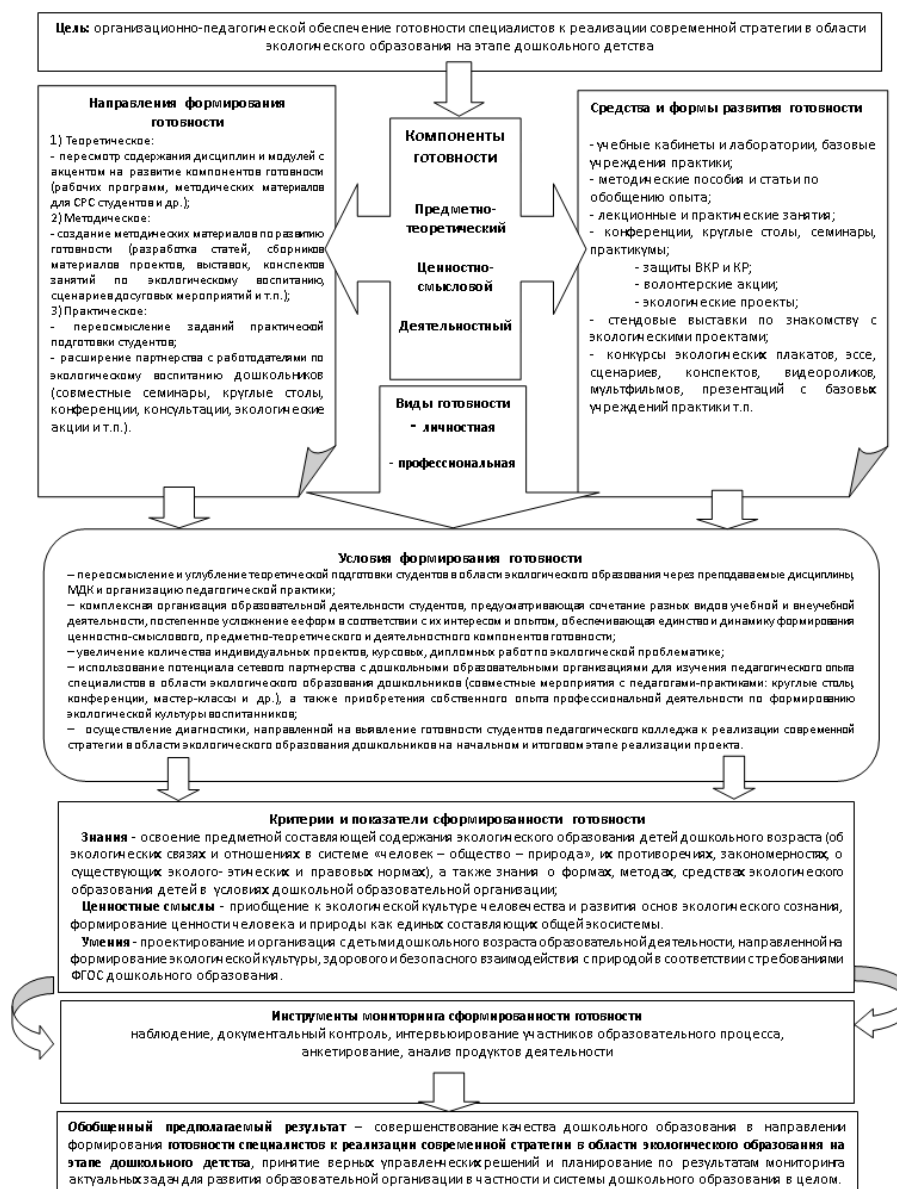 Цель: организационно-педагогической обеспечение готовности специалистов к реализации современной стратегии в области
экологического образования на этапе дошкольного детства
Направления формирования
готовности
1) Теоретическое:
- пересмотр содержания дисциплин и модулей с
акцентом на развитие компонентов готовности
(рабочих программ, методических материалов
для СРС студентов и др.);
2) Методическое:
- создание методических материалов по развитию
готовности (разработка статей, сборников
материалов проектов, выставок, конспектов
занятий по экологическому воспитанию,
сценариев досуговых мероприятий и т.п.);
3) Практическое:
- переосмысление заданий практической
подготовки студентов;
- расширение партнерства с работодателями по
экологическому воспитанию дошкольников
(совместные семинары, круглые столы,
конференции, консультации, экологические
акции и т.п.).
Компоненты
готовности
Предметно-
теоретический
Ценностно-
смысловой
Деятельностный
Виды готовности
- личностная
- профессиональная
Средства и формы развития готовности
- учебные кабинеты и лаборатории, базовые
учреждения практики;
- методические пособия и статьи по
обобщению опыта;
- лекционные и практические занятия;
- конференции, круглые столы, семинары,
практикумы;
- защиты ВКР и КР;
- волонтерские акции;
- экологические проекты;
- стендовые выставки по знакомству с
экологическими проектами;
- конкурсы экологических плакатов, эссе,
сценариев, конспектов, видеороликов,
мультфильмов, презентаций с базовых
учреждений практики т.п.
Условия формирования готовности
– переосмысление и углубление теоретической подготовки студентов в области экологического образования через преподаваемые дисциплины,
МДК и организацию педагогической практики;
– комплексная организация образовательной деятельности студентов, предусматривающая сочетание разных видов учебной и внеучебной
деятельности, постепенное усложнение ее форм в соответствии с их интересом и опытом, обеспечивающая единство и динамику формирования
ценностно-смыслового, предметно-теоретического и деятельностного компонентов готовности;
– увеличение количества индивидуальных проектов, курсовых, дипломных работ по экологической проблематике;
– использование потенциала сетевого партнерства с дошкольными образовательными организациями для изучения педагогического опыта
специалистов в области экологического образования дошкольников (совместные мероприятия с педагогами-практиками: круглые столы,
конференции, мастер-классы и др.), а также приобретения собственного опыта профессиональной деятельности по формированию
экологической культуры воспитанников;
– осуществление диагностики, направленной на выявление готовности студентов педагогического колледжа к реализации современной
стратегии в области экологического образования дошкольников на начальном и итоговом этапе реализации проекта.
Критерии и показатели сформированности готовности
Знания - освоение предметной составляющей содержания экологического образования детей дошкольного возраста (об
экологических связях и отношениях в системе «человек – общество – природа», их противоречиях, закономерностях, о
существующих эколого- этических и правовых нормах), а также знания о формах, методах, средствах экологического
образования детей в условиях дошкольной образовательной организации;
Ценностные смыслы - приобщение к экологической культуре человечества и развития основ экологического сознания,
формирование ценности человека и природы как единых составляющих общей экосистемы.
Умения - проектирование и организация с детьми дошкольного возраста образовательной деятельности, направленной на
формирование экологической культуры, здорового и безопасного взаимодействия с природой в соответствии с требованиями
ФГОС дошкольного образования.
Инструменты мониторинга сформированности готовности
наблюдение, документальный контроль, интервьюирование участников образовательного процесса,
анкетирование, анализ продуктов деятельности
Обобщенный предполагаемый результат – совершенствование качества дошкольного образования в направлении
формирования готовности специалистов к реализации современной стратегии в области экологического образования на
этапе дошкольного детства, принятие верных управленческих решений и планирование по результатам мониторинга
актуальных задач для развития образовательной организации в частности и системы дошкольного образования в целом.